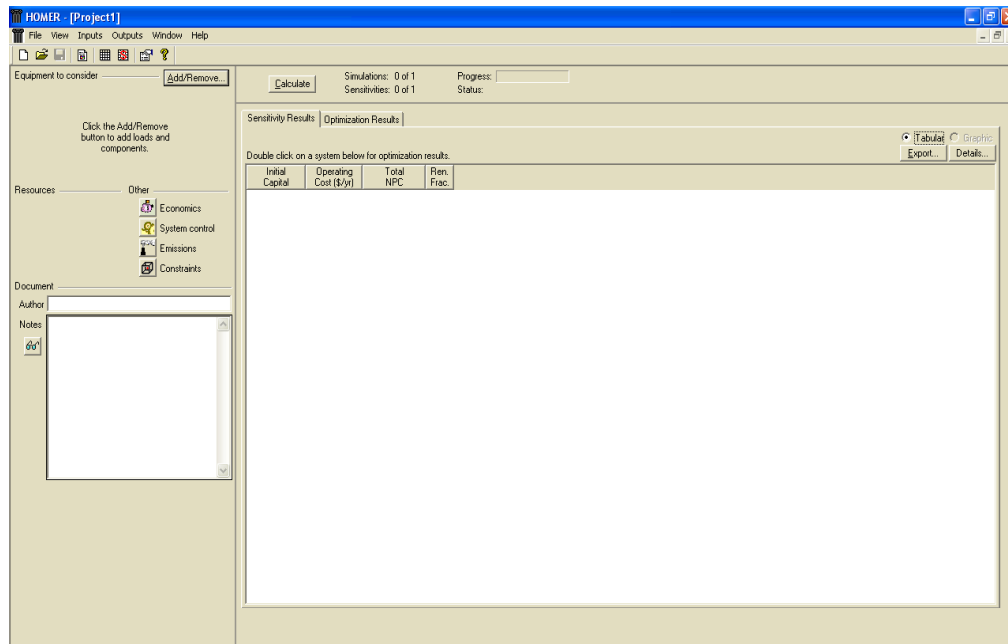 HOMER - [Project1]
File View Inputs Outputs Window Help
Equipment to consider
Add/Remove...
Click the Add/Remove
button to add loads and
components.
Resources
Other
Economics
System control
Emissions
Constraints
Document
Author
Notes
Calculate
Simulations: 0 of 1
Sensitivities: 0 of 1
Progress:
Status:
Sensitivity Results
Optimization Results
Tabular
Graphic
Double click on a system below for optimization results.
Export...
Details...
Initial
Capital
Operating
Cost ($/yr)
Total
NPC
Ren.
Frac.